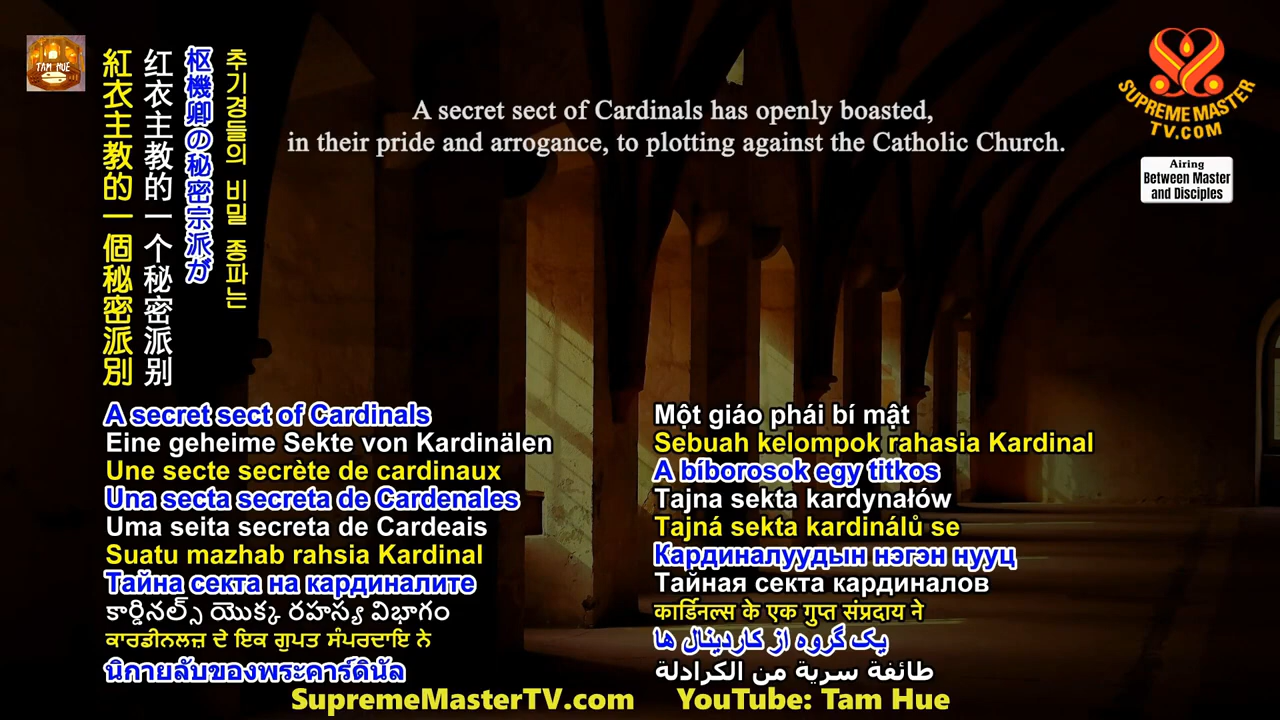 TAM HUE
紅衣主教的一個秘密派別
红衣主教的一个秘密派别
枢機卿の秘密宗派が
추기경들의 비밀 종파는
A secret sect of Cardinals has openly boasted,
in their pride and arrogance, to plotting against the Catholic Church.
SUPREME MASTER
TV.COM
Airing
Between Master
and Disciples
A secret sect of Cardinals
Eine geheime Sekte von Kardinälen
Une secte secrète de cardinaux
Una secta secreta de Cardenales
Uma seita secreta de Cardeais
Suatu mazhab rahsia Kardinal
Тайна секта на кардиналите
కార్డినల్స్ యొక్క రహస్య విభాగం
ਕਾਰਡੀਨਲਜ਼ ਦੇ ਇਕ ਗੁਪਤ ਸੰਪਰਦਾਇ ਨੇ
นิกายลับของพระคาร์ดินัล
Một giáo phái bí mật
Sebuah kelompok rahasia Kardinal
A bíborosok egy titkos
Tajna sekta kardynałów
Tajná sekta kardinálů se
Кардиналуудын нэгэн нууц
Тайная секта кардиналов
कार्डिनल्स के एक गुप्त संप्रदाय ने
یک گروه از کاردینال ها
طائفة سرية من الكرادلة
SupremeMasterTV.com
YouTube: Tam Hue